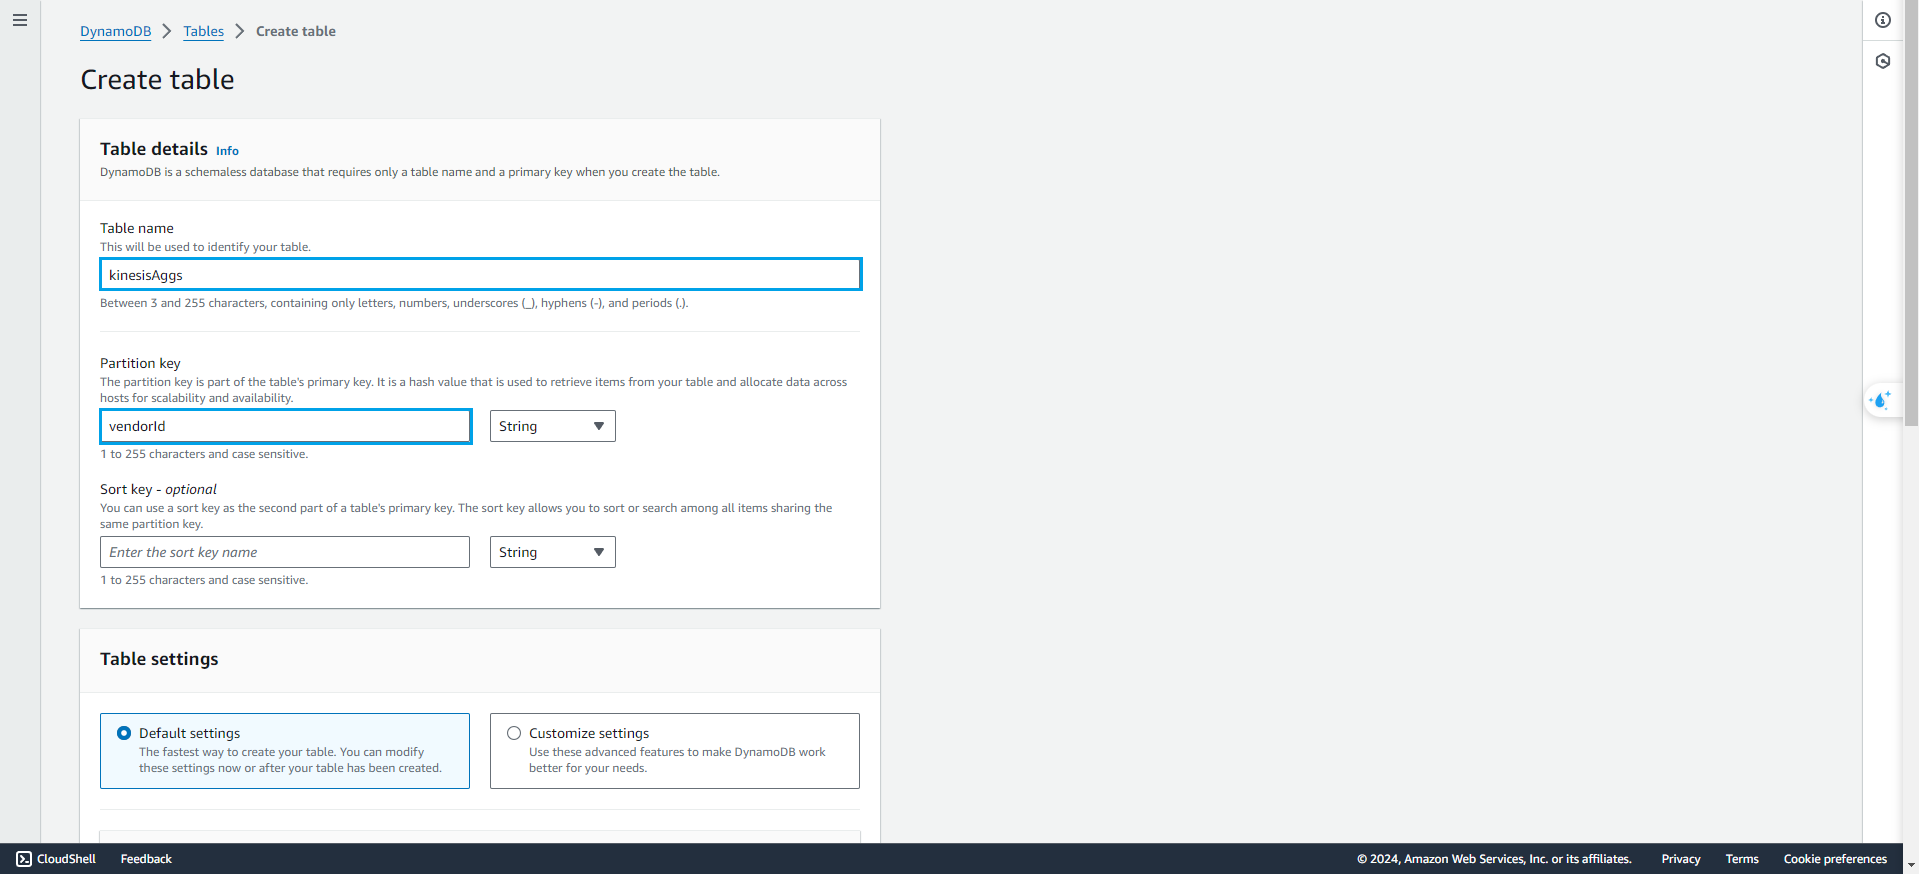 DynamoDB > Tables > Create table
Create table
Table details Info
DynamoDB is a schemaless database that requires only a table name and a primary key when you create the table.
Table name
This will be used to identify your table.
kinesisAggs
Between 3 and 255 characters, containing only letters, numbers, underscores (_), hyphens (-), and periods (.).
Partition key
The partition key is part of the table's primary key. It is a hash value that is used to retrieve items from your table and allocate data across
hosts for scalability and availability.
vendorId
String
1 to 255 characters and case sensitive.
Sort key - optional
You can use a sort key as the second part of a table's primary key. The sort key allows you to sort or search among all items sharing the
same partition key.
Enter the sort key name
String
1 to 255 characters and case sensitive.
Table settings
Default settings
The fastest way to create your table. You can modify
these settings now or after your table has been created.
Customize settings
Use these advanced features to make DynamoDB work
better for your needs.
CloudShell Feedback © 2024, Amazon Web Services, Inc. or its affiliates. Privacy Terms Cookie preferences